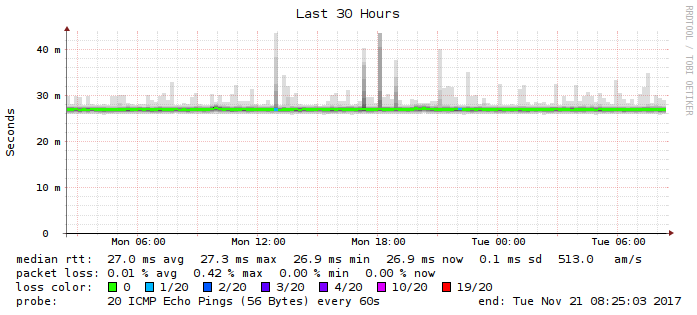 Last 30 Hours
RRDTOOL / TOBI OETIKER
Seconds
40 m
30 m
20 m
10 m
0
Mon 06:00 Mon 12:00 Mon 18:00 Tue 00:00 Tue 06:00
median rtt: 27.0 ms avg 27.3 ms max 26.9 ms min 26.9 ms now 0.1 ms sd 513.0 am/s
packet loss: 0.01 % avg 0.42 % max 0.00 % min 0.00 % now
loss color: 0 1/20 2/20 3/20 4/20 10/20 19/20
probe: 20 ICMP Echo Pings (56 Bytes) every 60s end: Tue Nov 21 08:25:03 2017